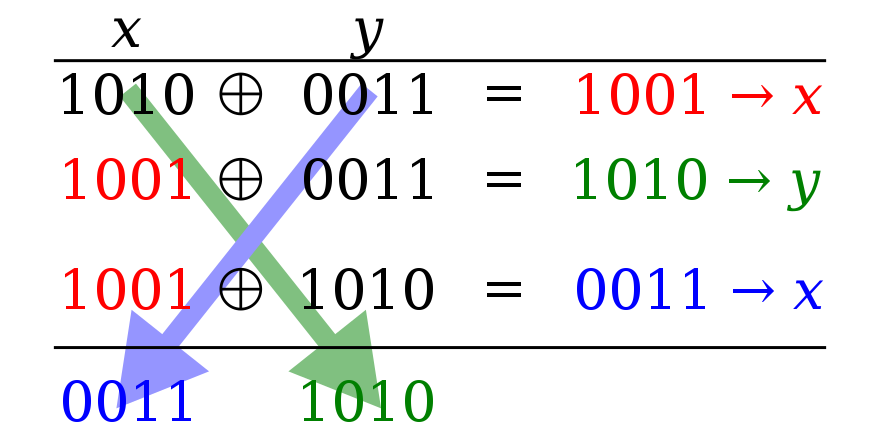 x y
1010 ⊕ 0011 = 1001 → x
1001 ⊕ 0011 = 1010 → y
1001 ⊕ 1010 = 0011 → x
0011 1010